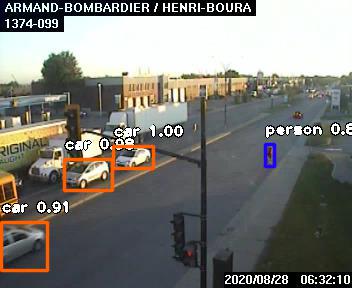 ARMAND-BOMBARDIER / HENRI-BOURA
1374-099
car 1.00
person 0.8
car 0.98
ORIGINAL
car 0.91
2020/08/28 06:32:10